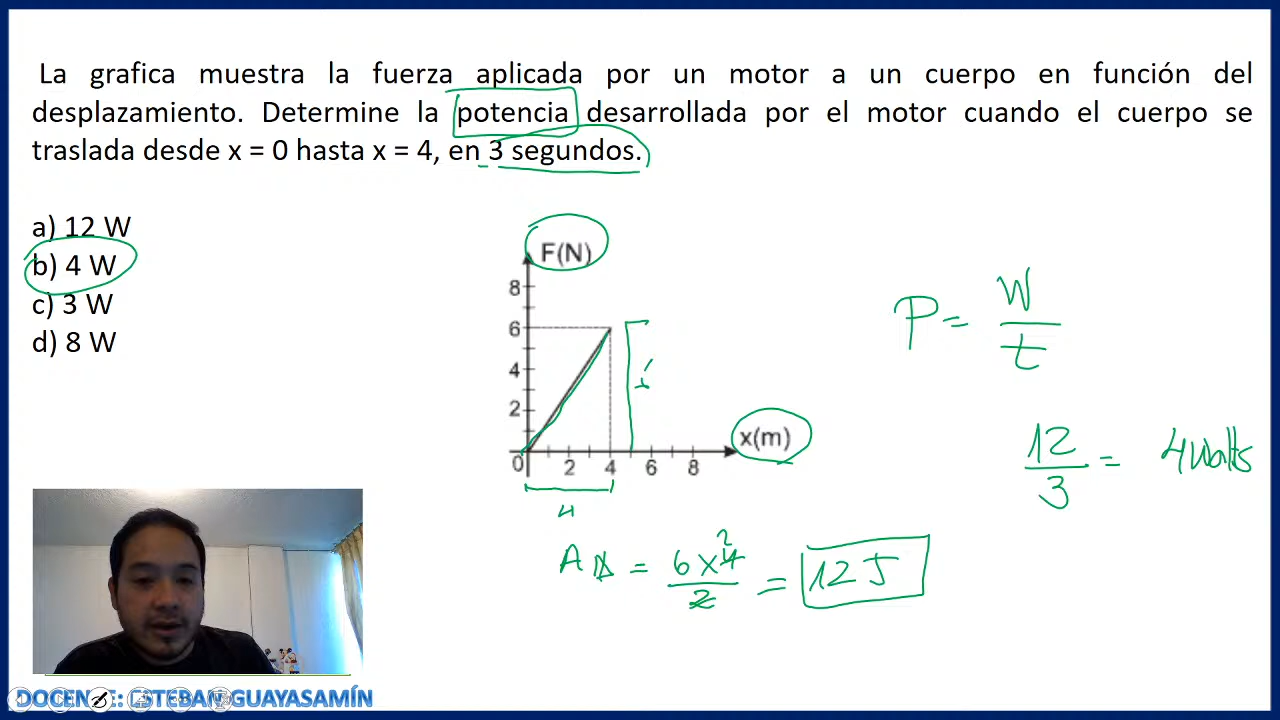 La grafica muestra la fuerza aplicada por un motor a un cuerpo en función del
desplazamiento. Determine la potencia desarrollada por el motor cuando el cuerpo se
traslada desde x = 0 hasta x = 4, en 3 segundos.
a) 12 W
b) 4 W
c) 3 W
d) 8 W
F(N)
8
6
4
2
0 2 4 6 8
x(m)
4
P = W / t
12 / 3 = 4 Watts
A = 6 x 4 / 2 = 12 J
2
DOCENTE: ESTEBAN GUAYASAMÍN